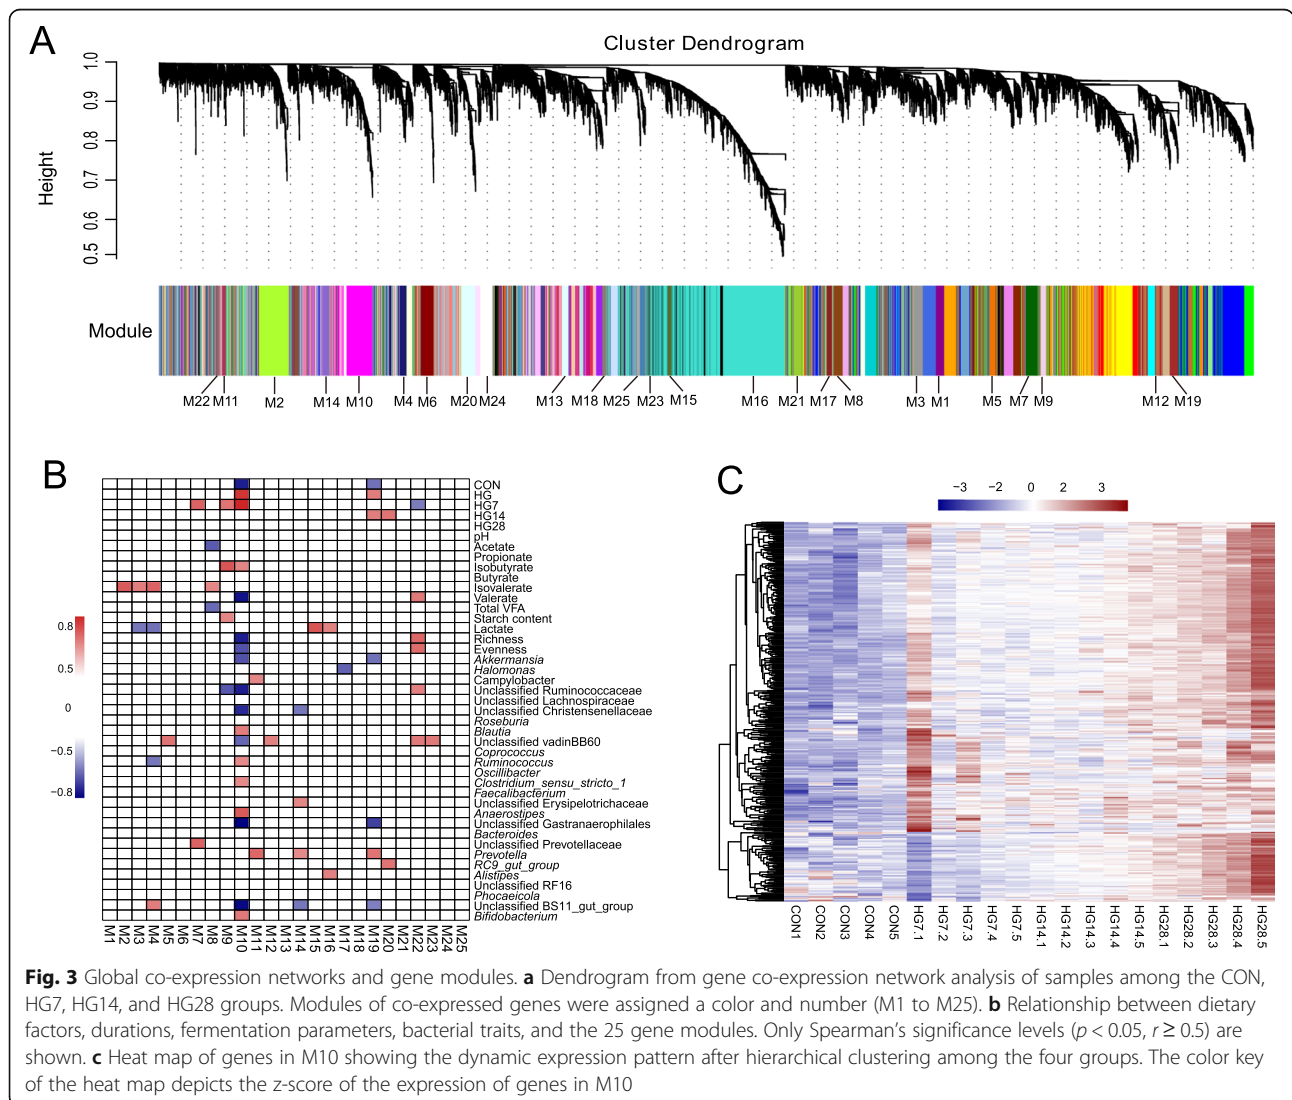 A
Cluster Dendrogram
Height
1.0
0.9
0.8
0.7
0.6
0.5
Module
M22 M11 M2 M14 M10 M4 M6 M20 M24 M13 M18 M25 M23 M15 M16 M21 M17 M8 M3 M1 M5 M7 M9 M12 M19
B
0.8
0.5
0
−0.5
−0.8
CON
HG
HG7
HG14
HG28
pH
Acetate
Propionate
Isobutyrate
Butyrate
Isovalerate
Valerate
Total VFA
Starch content
Lactate
Richness
Evenness
Akkermansia
Halomonas
Campylobacter
Unclassified Ruminococcaceae
Unclassified Lachnospiraceae
Unclassified Christensenellaceae
Roseburia
Blautia
Unclassified vadinBB60
Coprococcus
Ruminococcus
Oscillibacter
Clostridium_sensu_stricto_1
Faecalibacterium
Unclassified Erysipelotrichaceae
Anaerostipes
Unclassified Gastranaerophilales
Bacteroides
Unclassified Prevotellaceae
Prevotella
RC9_gut_group
Alistipes
Unclassified RF16
Phocaeicola
Unclassified BS11_gut_group
Bifidobacterium
M1 M2 M3 M4 M5 M6 M7 M8 M9 M10 M11 M12 M13 M14 M15 M16 M17 M18 M19 M20 M21 M22 M23 M24 M25
C
−3 −2 0 2 3
CON1 CON2 CON3 CON4 CON5 HG7.1 HG7.2 HG7.3 HG7.4 HG7.5 HG14.1 HG14.2 HG14.3 HG14.4 HG14.5 HG28.1 HG28.2 HG28.3 HG28.4 HG28.5
Fig. 3 Global co-expression networks and gene modules. a Dendrogram from gene co-expression network analysis of samples among the CON,
HG7, HG14, and HG28 groups. Modules of co-expressed genes were assigned a color and number (M1 to M25). b Relationship between dietary
factors, durations, fermentation parameters, bacterial traits, and the 25 gene modules. Only Spearman’s significance levels (p < 0.05, r ≥ 0.5) are
shown. c Heat map of genes in M10 showing the dynamic expression pattern after hierarchical clustering among the four groups. The color key
of the heat map depicts the z-score of the expression of genes in M10